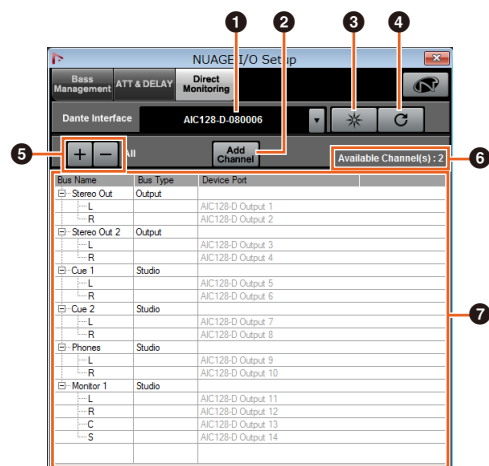 1 2 3 4
NUAGE I/O Setup
Bass Management ATT & DELAY Direct Monitoring
Dante Interface AIC128-D-080006
5 + − All Add Channel Available Channel(s) : 2 6
Bus Name Bus Type Device Port
Stereo Out Output
L AIC128-D Output 1
R AIC128-D Output 2
Stereo Out 2 Output
L AIC128-D Output 3
R AIC128-D Output 4
Cue 1 Studio
L AIC128-D Output 5
R AIC128-D Output 6
Cue 2 Studio
L AIC128-D Output 7
R AIC128-D Output 8
7
Phones Studio
L AIC128-D Output 9
R AIC128-D Output 10
Monitor 1 Studio
L AIC128-D Output 11
R AIC128-D Output 12
C AIC128-D Output 13
S AIC128-D Output 14